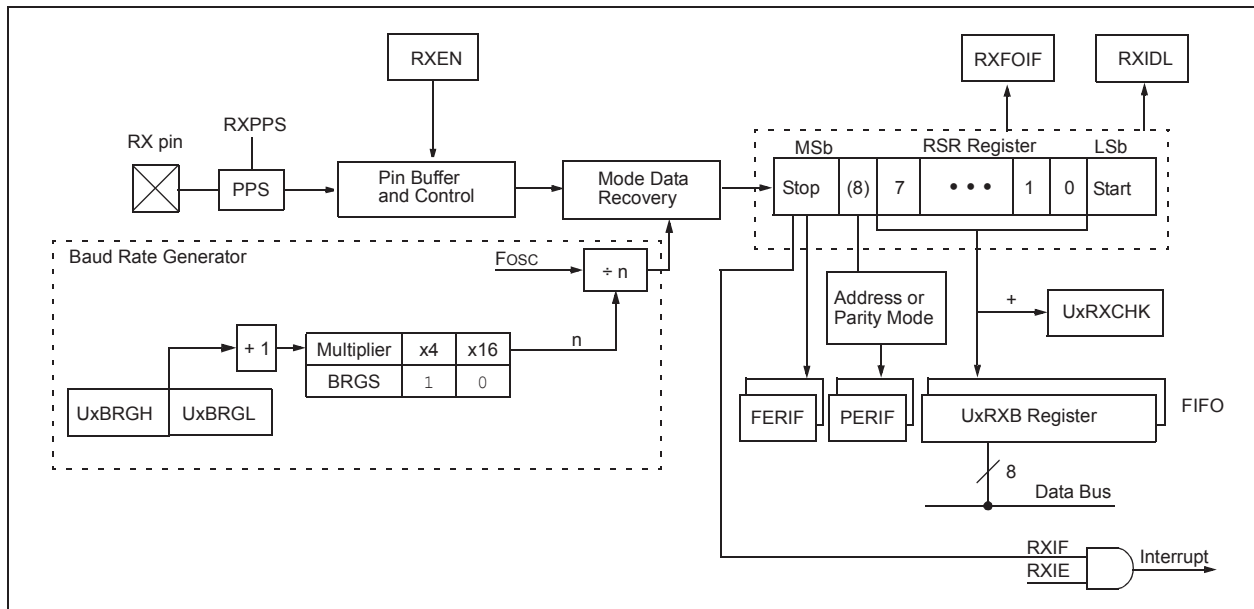 RXEN
RXFOIF
RXIDL
RXPPS
RX pin
PPS
Pin Buffer
and Control
Mode Data
Recovery
MSb
RSR Register
LSb
Stop
(8)
7
• • •
1
0
Start
Baud Rate Generator
FOSC
÷ n
n
+ 1
Multiplier
x4
x16
BRGS
1
0
UxBRGH
UxBRGL
Address or
Parity Mode
+
UxRXCHK
FERIF
PERIF
UxRXB Register
FIFO
8
Data Bus
RXIF
RXIE
Interrupt